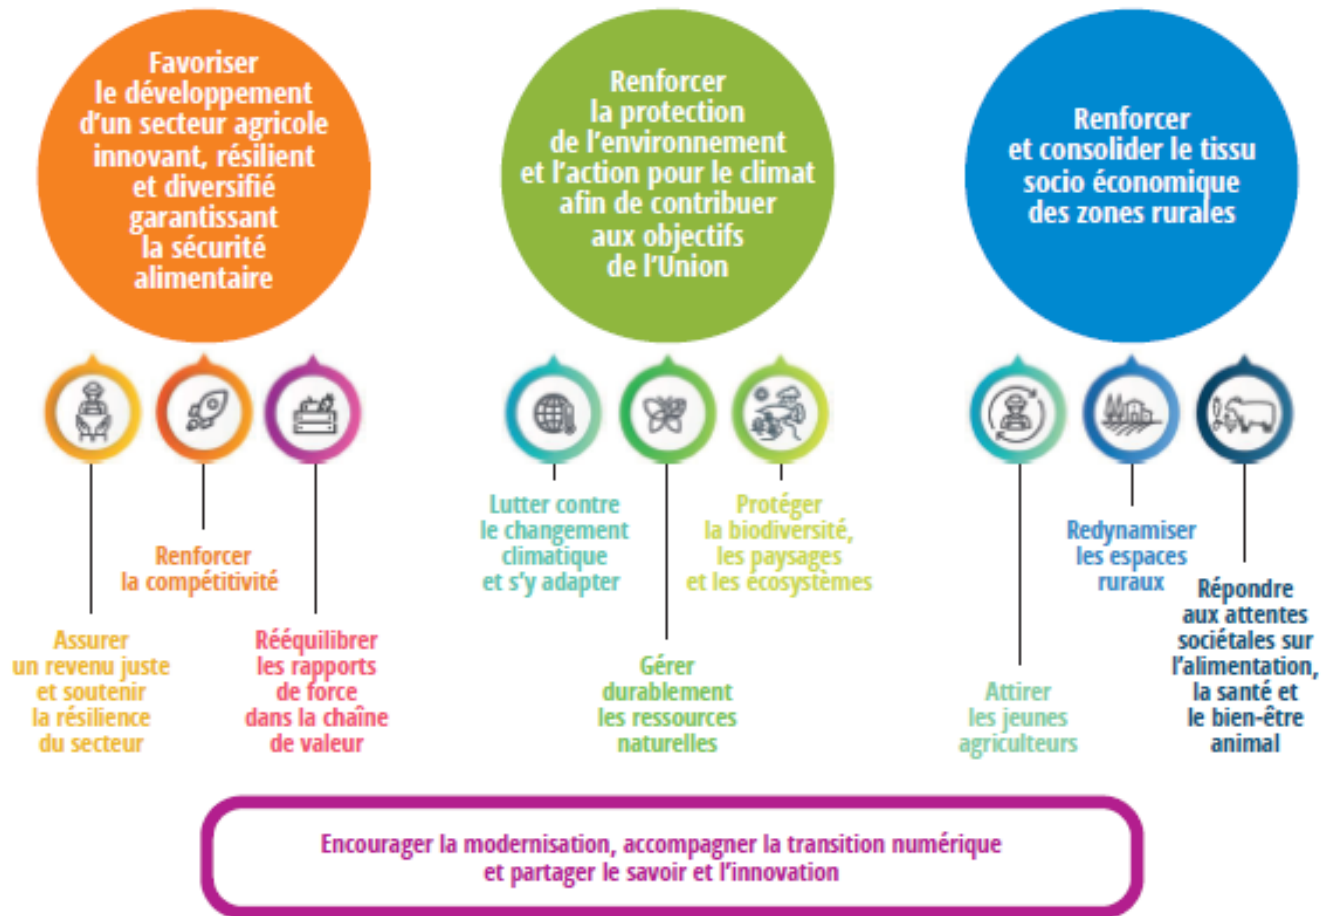 Favoriser
le développement
d'un secteur agricole
innovant, résilient
et diversifié
garantissant
la sécurité
alimentaire
Renforcer
la protection
de l'environnement
et l'action pour le climat
afin de contribuer
aux objectifs
de l'Union
Renforcer
et consolider le tissu
socio économique
des zones rurales
Assurer
un revenu juste
et soutenir
la résilience
du secteur
Renforcer
la compétitivité
Rééquilibrer
les rapports
de force
dans la chaîne
de valeur
Lutter contre
le changement
climatique
et s'y adapter
Gérer
durablement
les ressources
naturelles
Protéger
la biodiversité,
les paysages
et les écosystèmes
Attirer
les jeunes
agriculteurs
Redynamiser
les espaces
ruraux
Répondre
aux attentes
sociétales sur
l'alimentation,
la santé et
le bien-être
animal
Encourager la modernisation, accompagner la transition numérique
et partager le savoir et l'innovation